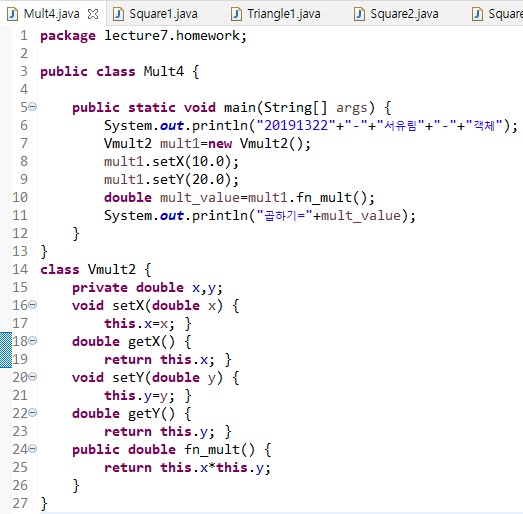 Mult4.java Square1.java Triangle1.java Square2.java Square
1 package lecture7.homework;
2
3 public class Mult4 {
4
5 public static void main(String[] args) {
6 System.out.println("20191322"+"-"+"서유림"+"-"+"객체");
7 Vmult2 mult1=new Vmult2();
8 mult1.setX(10.0);
9 mult1.setY(20.0);
10 double mult_value=mult1.fn_mult();
11 System.out.println("곱하기="+mult_value);
12 }
13 }
14 class Vmult2 {
15 private double x,y;
16 void setX(double x) {
17 this.x=x; }
18 double getX() {
19 return this.x; }
20 void setY(double y) {
21 this.y=y; }
22 double getY() {
23 return this.y; }
24 public double fn_mult() {
25 return this.x*this.y;
26 }
27 }